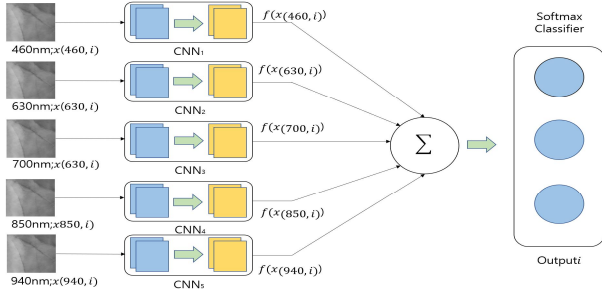 f(x(460,i))
460nm;x(460,i)
CNN₁
f(x(630,i))
630nm;x(630,i)
CNN₂
f(x(700,i))
700nm;x(630,i)
CNN₃
f(x(850,i))
850nm;x850,i)
CNN₄
f(x(940,i))
940nm;x(940,i)
CNN₅
Σ
Softmax
Classifier
Outputi